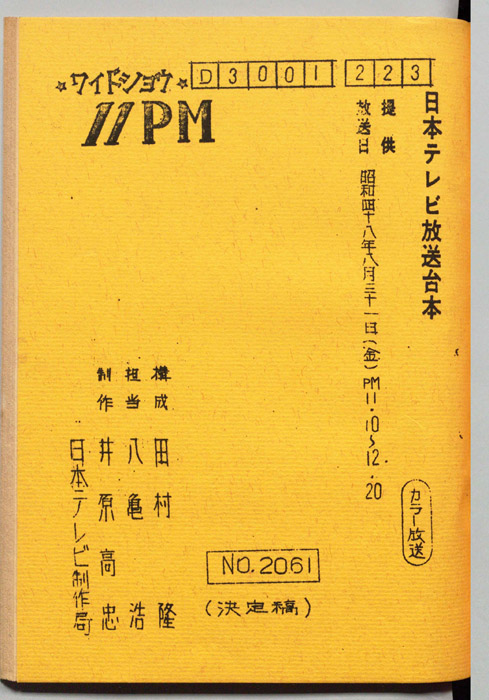 ☆ワイドショウ☆
11PM
D3001 223
日本テレビ放送台本
提供
放送日 昭和四十八年八月三十一日(金)PM11.10~12.20
カラー放送
構成 田村 隆
担当 八亀 浩
制作 井原高忠
日本テレビ制作局
NO.2061
(決定稿)